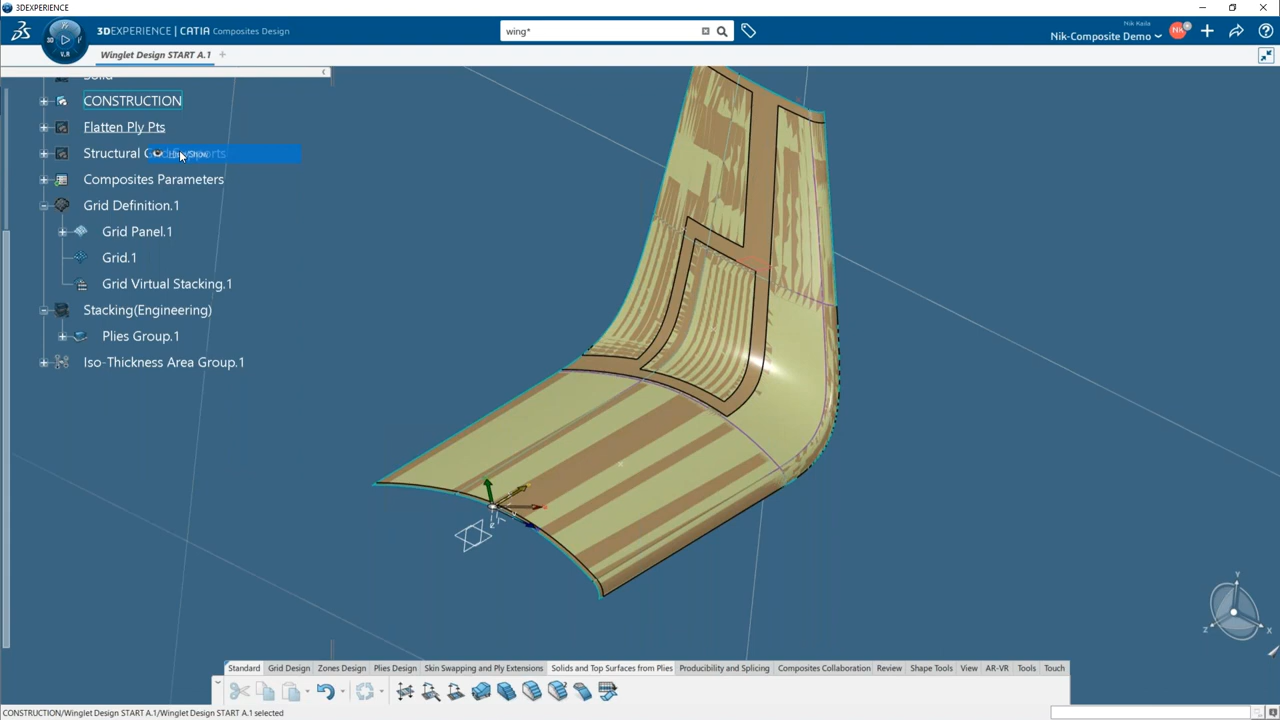 3DEXPERIENCE
3DEXPERIENCE | CATIA Composites Design
wing*
Nik Kaila
Nik-Composite Demo
NK
V.R
Winglet Design START A.1
Solid
CONSTRUCTION
Flatten Ply Pts
Structural
Hide/Show
Composites Parameters
Grid Definition.1
Grid Panel.1
Grid.1
Grid Virtual Stacking.1
Stacking(Engineering)
Plies Group.1
Iso-Thickness Area Group.1
Y
Z
X
Standard Grid Design Zones Design Plies Design Skin Swapping and Ply Extensions Solids and Top Surfaces from Plies Producibility and Splicing Composites Collaboration Review Shape Tools View AR-VR Tools Touch
CONSTRUCTION/Winglet Design START A.1/Winglet Design START A.1 selected